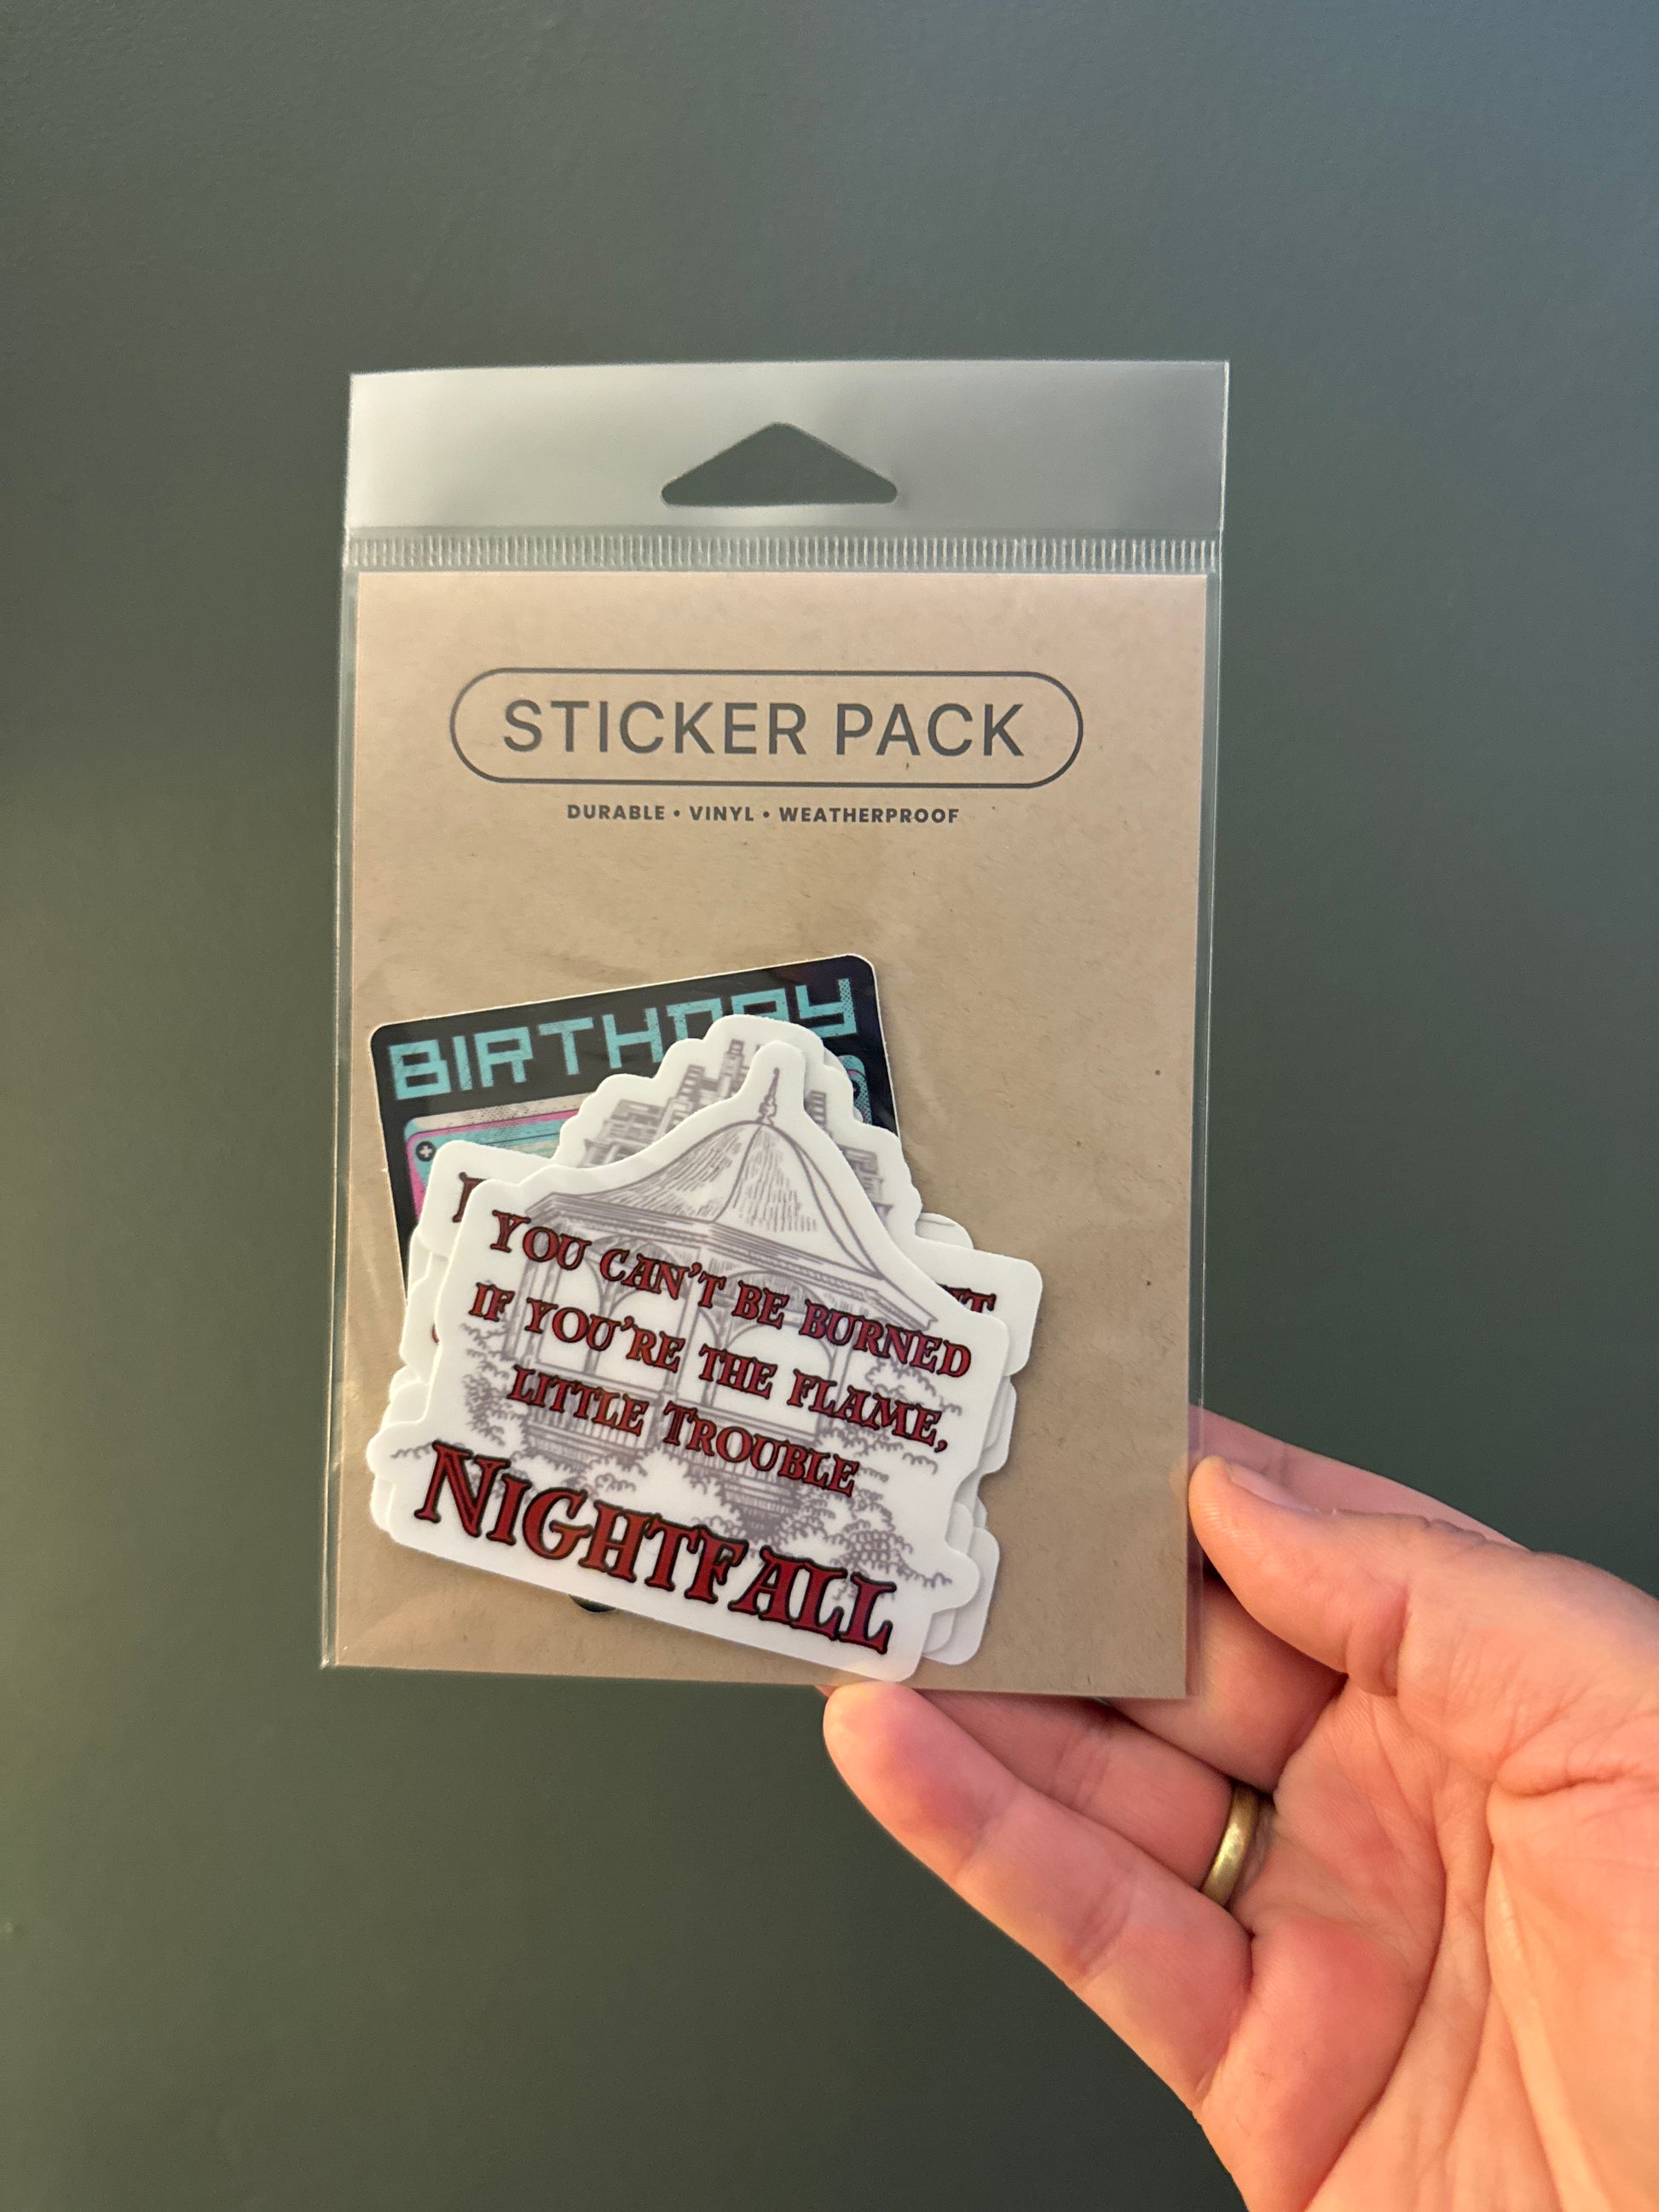 STICKER PACK
DURABLE • VINYL • WEATHERPROOF
BIRTHDAY
YOU CAN'T BE BURNED
IF YOU'RE THE FLAME,
LITTLE TROUBLE
NIGHTFALL